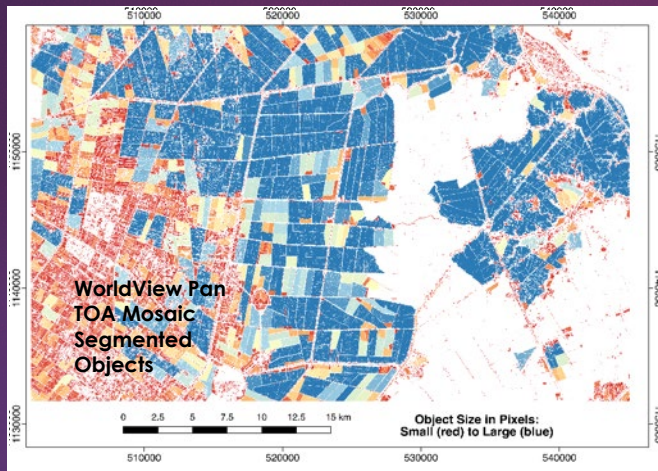 510000 520000 530000 540000
1150000
1140000
1130000
WorldView Pan
TOA Mosaic
Segmented
Objects
0 2.5 5 7.5 10 12.5 15 km
Object Size in Pixels:
Small (red) to Large (blue)
510000 520000 530000 540000